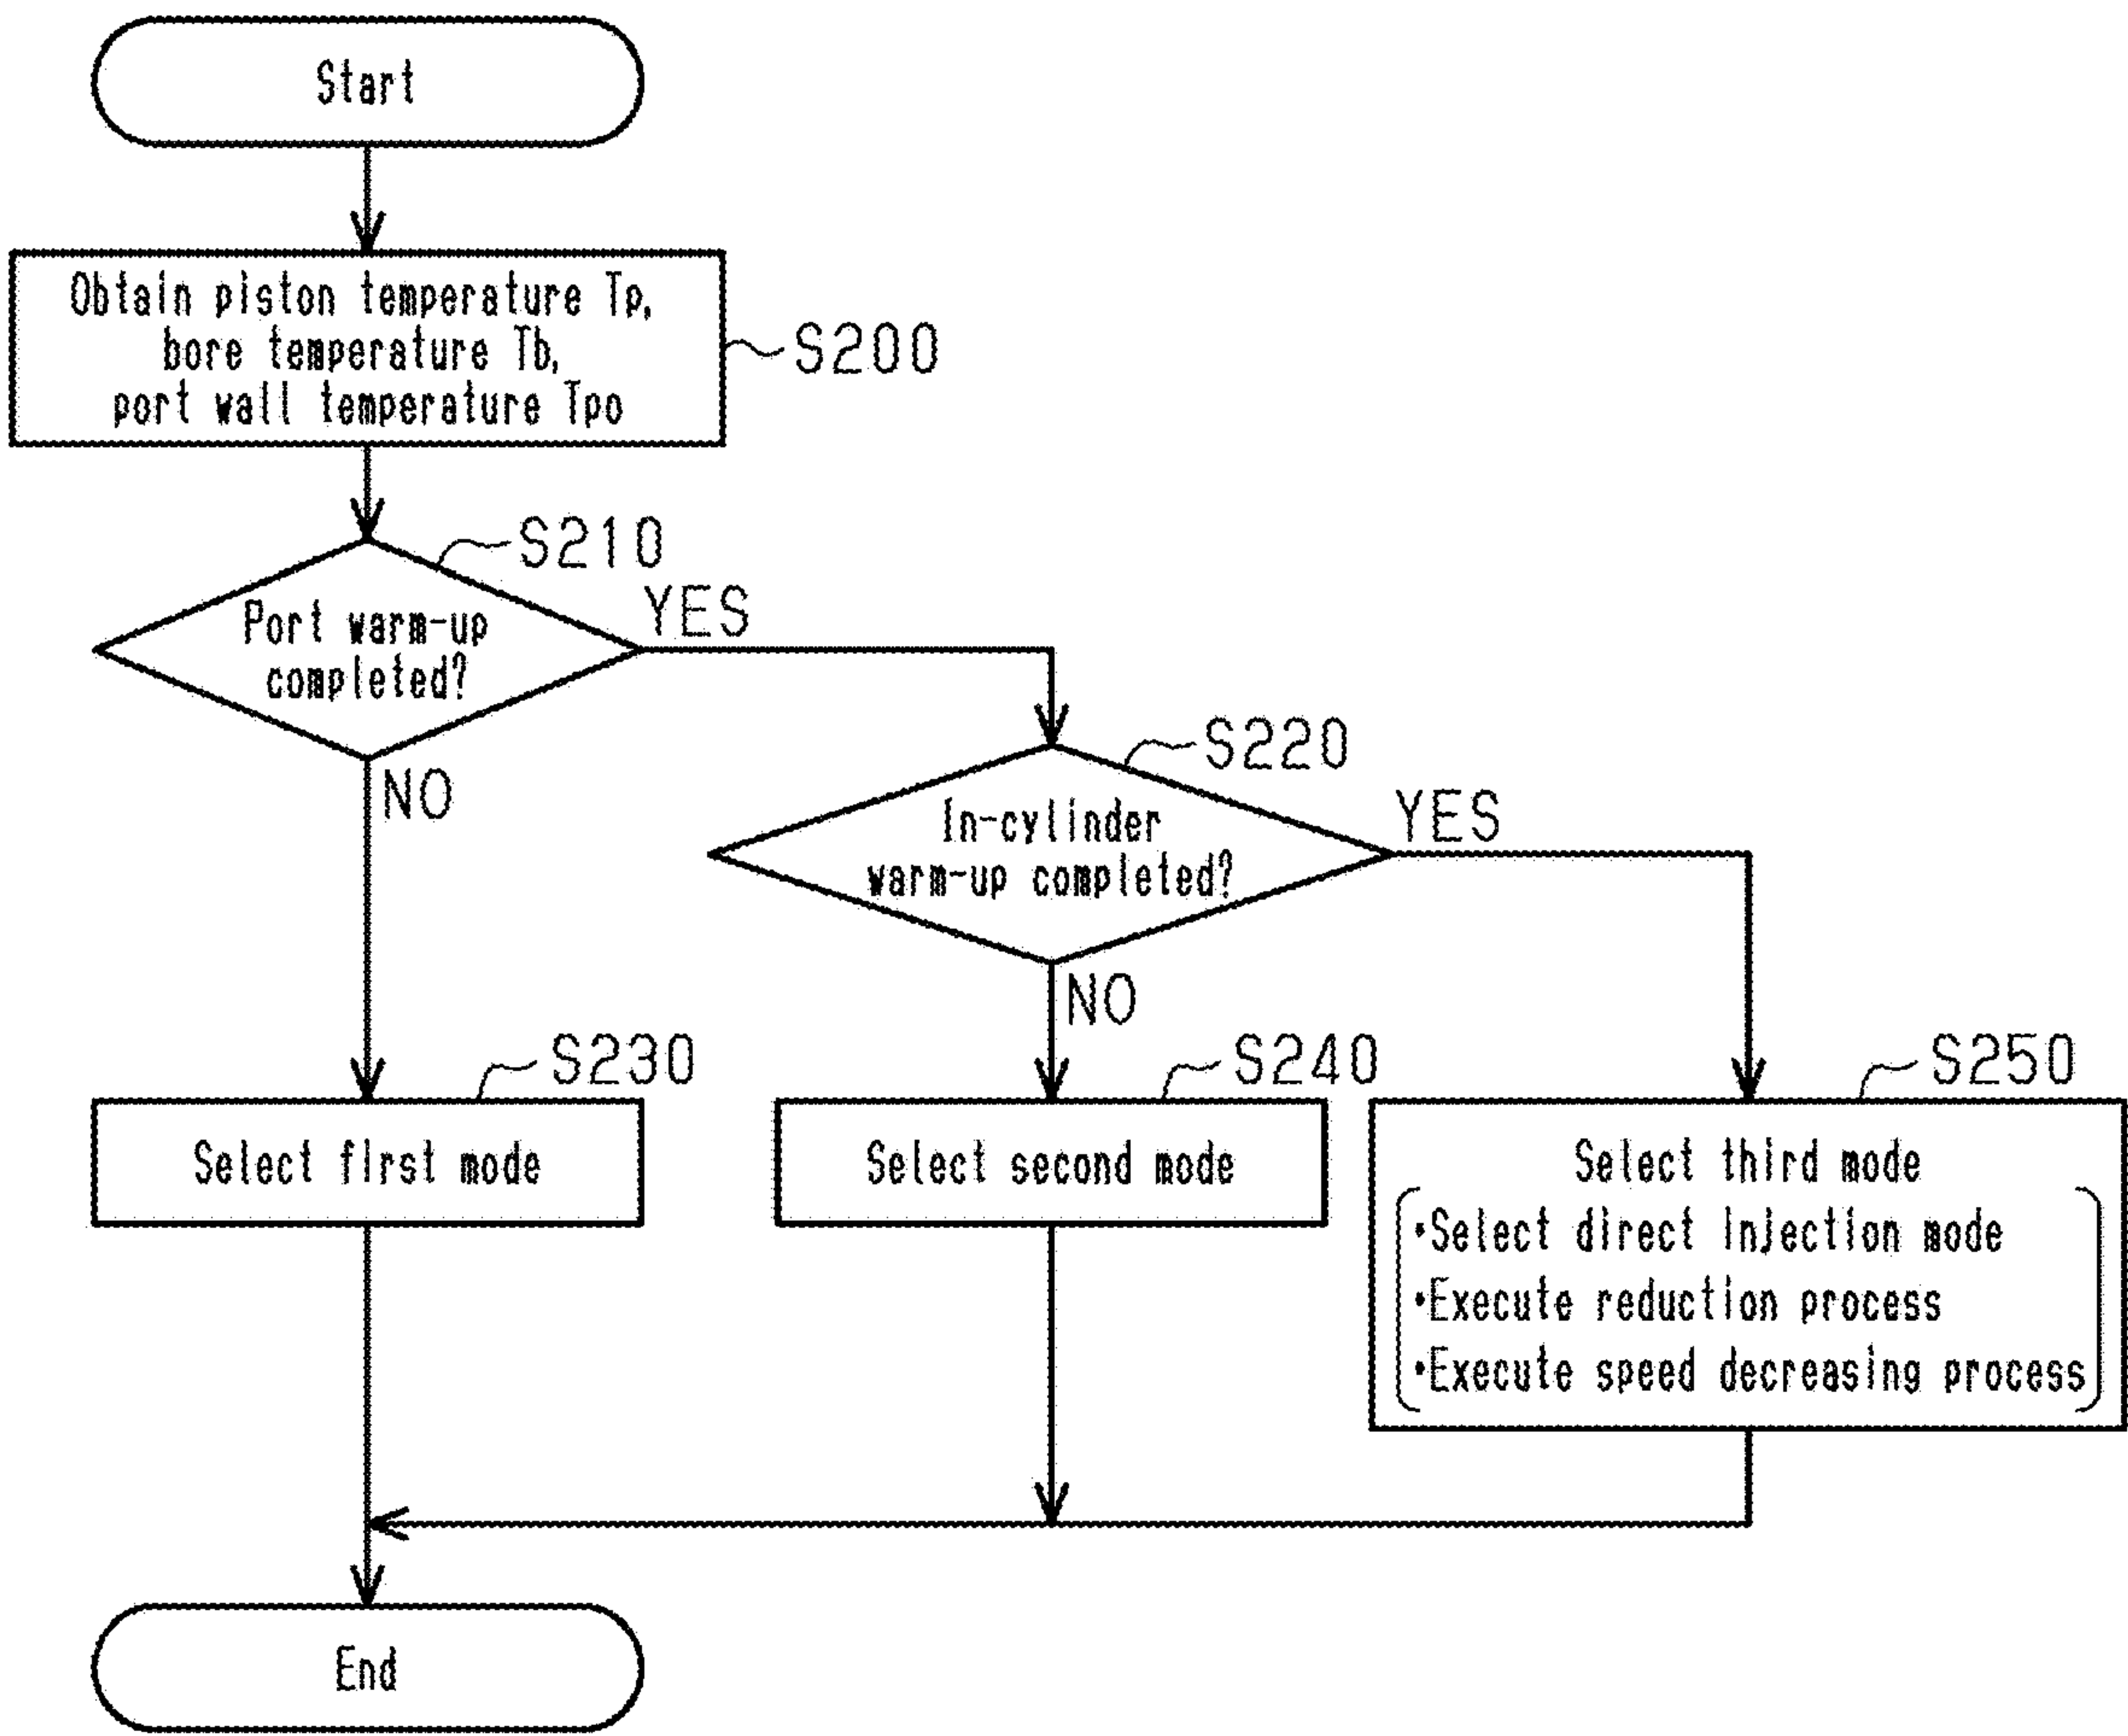 Start
Obtain piston temperature Tp,
bore temperature Tb,
port wall temperature Tpo
S200
S210
Port warm-up
completed?
YES
NO
S220
In-cylinder
warm-up completed?
YES
NO
S230
Select first mode
S240
Select second mode
S250
Select third mode
•Select direct injection mode
•Execute reduction process
•Execute speed decreasing process
End